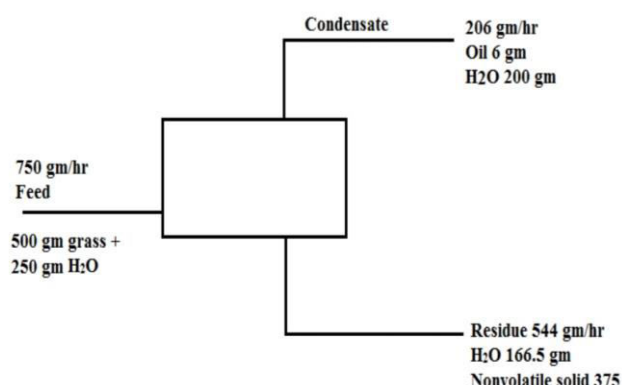 Condensate
206 gm/hr
Oil 6 gm
H2O 200 gm
750 gm/hr
Feed
500 gm grass +
250 gm H2O
Residue 544 gm/hr
H2O 166.5 gm
Nonvolatile solid 375